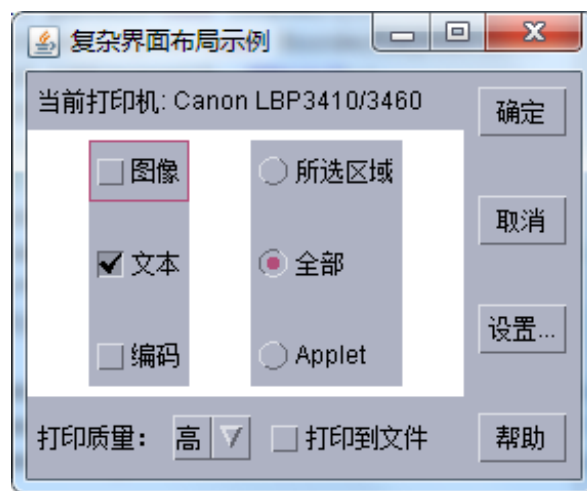 复杂界面布局示例
当前打印机: Canon LBP3410/3460
确定
图像
所选区域
取消
文本
全部
设置...
编码
Applet
打印质量： 高 打印到文件
帮助